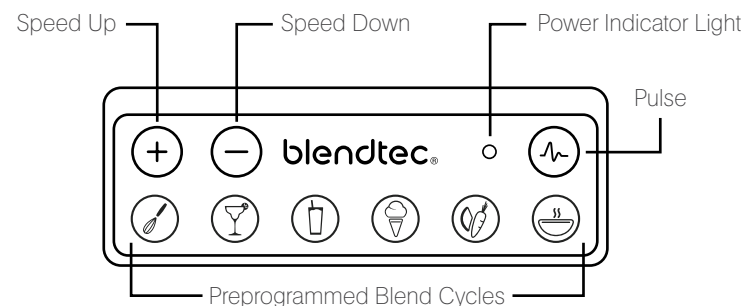 Speed Up
Speed Down
Power Indicator Light
Pulse
blendtec®
Preprogrammed Blend Cycles